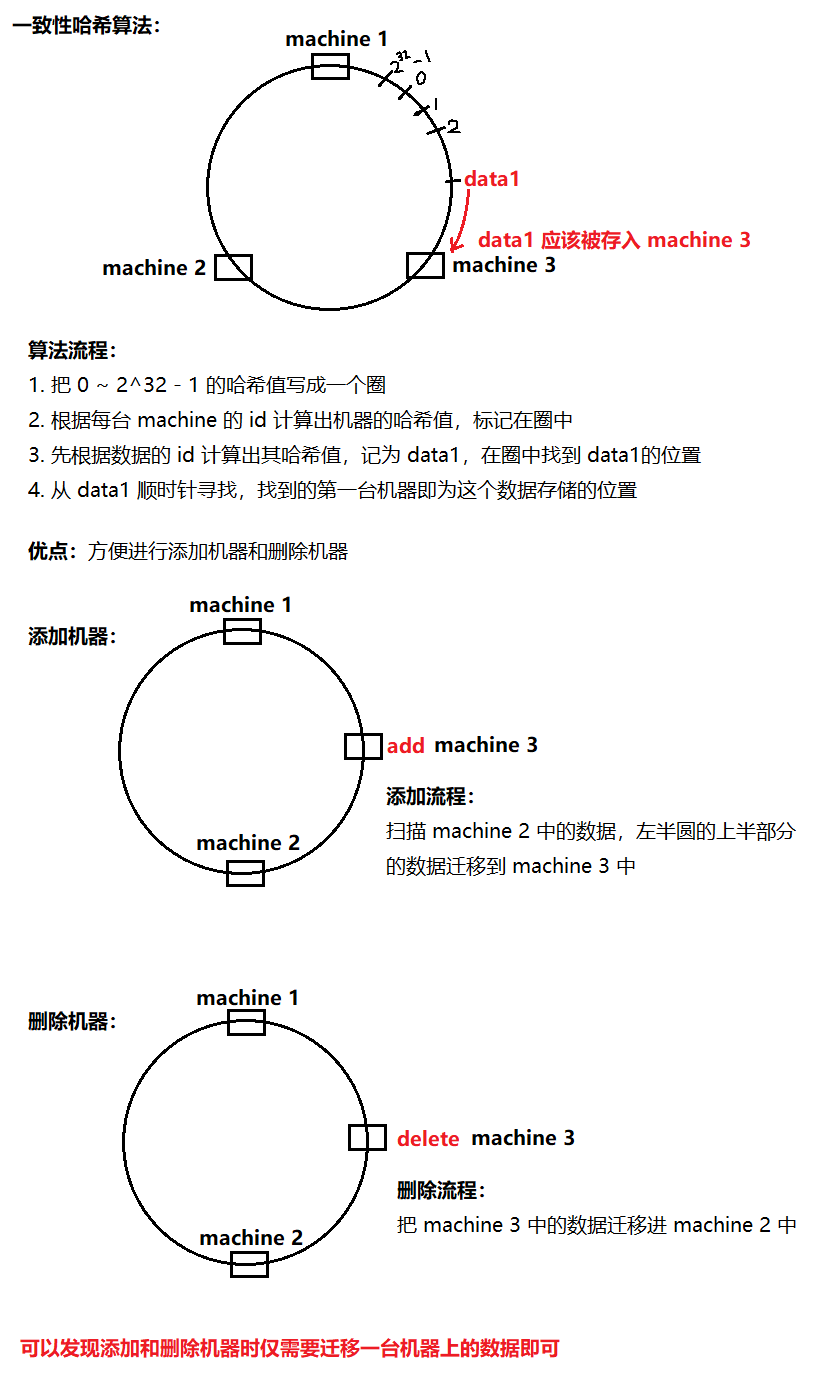 一致性哈希算法：
machine 1
2^32-1
0
1
2
data1
data1 应该被存入 machine 3
machine 2
machine 3
算法流程：
1. 把 0 ~ 2^32 - 1 的哈希值写成一个圈
2. 根据每台 machine 的 id 计算出机器的哈希值，标记在圈中
3. 先根据数据的 id 计算出其哈希值，记为 data1，在圈中找到 data1的位置
4. 从 data1 顺时针寻找，找到的第一台机器即为这个数据存储的位置
优点：方便进行添加机器和删除机器
machine 1
添加机器：
add machine 3
添加流程：
扫描 machine 2 中的数据，左半圆的上半部分
的数据迁移到 machine 3 中
machine 2
machine 1
删除机器：
delete machine 3
删除流程：
把 machine 3 中的数据迁移进 machine 2 中
machine 2
可以发现添加和删除机器时仅需要迁移一台机器上的数据即可